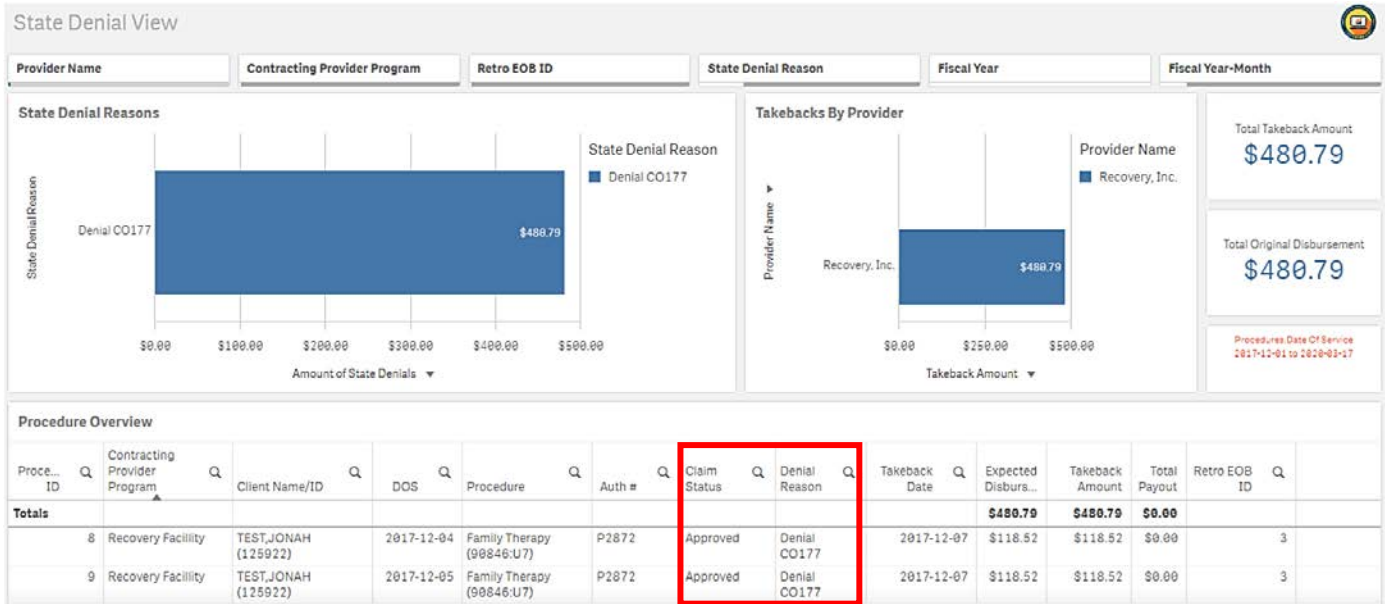 State Denial View
Provider Name
Contracting Provider Program
Retro EOB ID
State Denial Reason
Fiscal Year
Fiscal Year-Month
State Denial Reasons
State Denial Reason
Denial CO177
$480.79
$0.00 $100.00 $200.00 $300.00 $400.00 $500.00
Amount of State Denials
State Denial Reason
Denial CO177
Takebacks By Provider
Provider Name
Recovery, Inc.
$480.79
$0.00 $250.00 $500.00
Takeback Amount
Provider Name
Recovery, Inc.
Total Takeback Amount
$480.79
Total Original Disbursement
$480.79
Procedures Date Of Service
2017-12-01 to 2020-03-17
Procedure Overview
Proce... ID
Contracting Provider Program
Client Name/ID
DOS
Procedure
Auth #
Claim Status
Denial Reason
Takeback Date
Expected Disburs...
Takeback Amount
Total Payout
Retro EOB ID
Totals $480.79 $480.79 $0.00
8 Recovery Facillity TEST,JONAH 2017-12-04 Family Therapy P2872 Approved Denial 2017-12-07 $118.52 $118.52 $0.00 3
(125922) (90846:U7) CO177
9 Recovery Facillity TEST,JONAH 2017-12-05 Family Therapy P2872 Approved Denial 2017-12-07 $118.52 $118.52 $0.00 3
(125922) (90846:U7) CO177